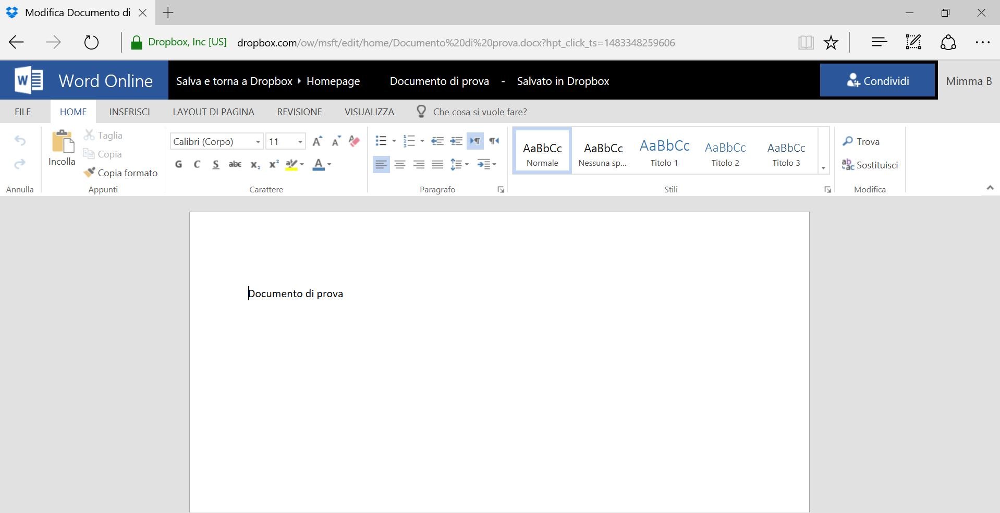 Modifica Documento di
Dropbox, Inc [US] dropbox.com/ow/msft/edit/home/Documento%20di%20prova.docx?hpt_click_ts=1483348259606
Word Online Salva e torna a Dropbox Homepage Documento di prova - Salvato in Dropbox Condividi Mimma B
FILE HOME INSERISCI LAYOUT DI PAGINA REVISIONE VISUALIZZA Che cosa si vuole fare?
Incolla Taglia
Copia
Copia formato
Calibri (Corpo) 11
G C S abc x₂ x²
AaBbCc AaBbCc AaBbCc AaBbCc AaBbCc
Normale Nessuna sp... Titolo 1 Titolo 2 Titolo 3
Trova
Sostituisci
Annulla Appunti Carattere Paragrafo Stili Modifica
Documento di prova